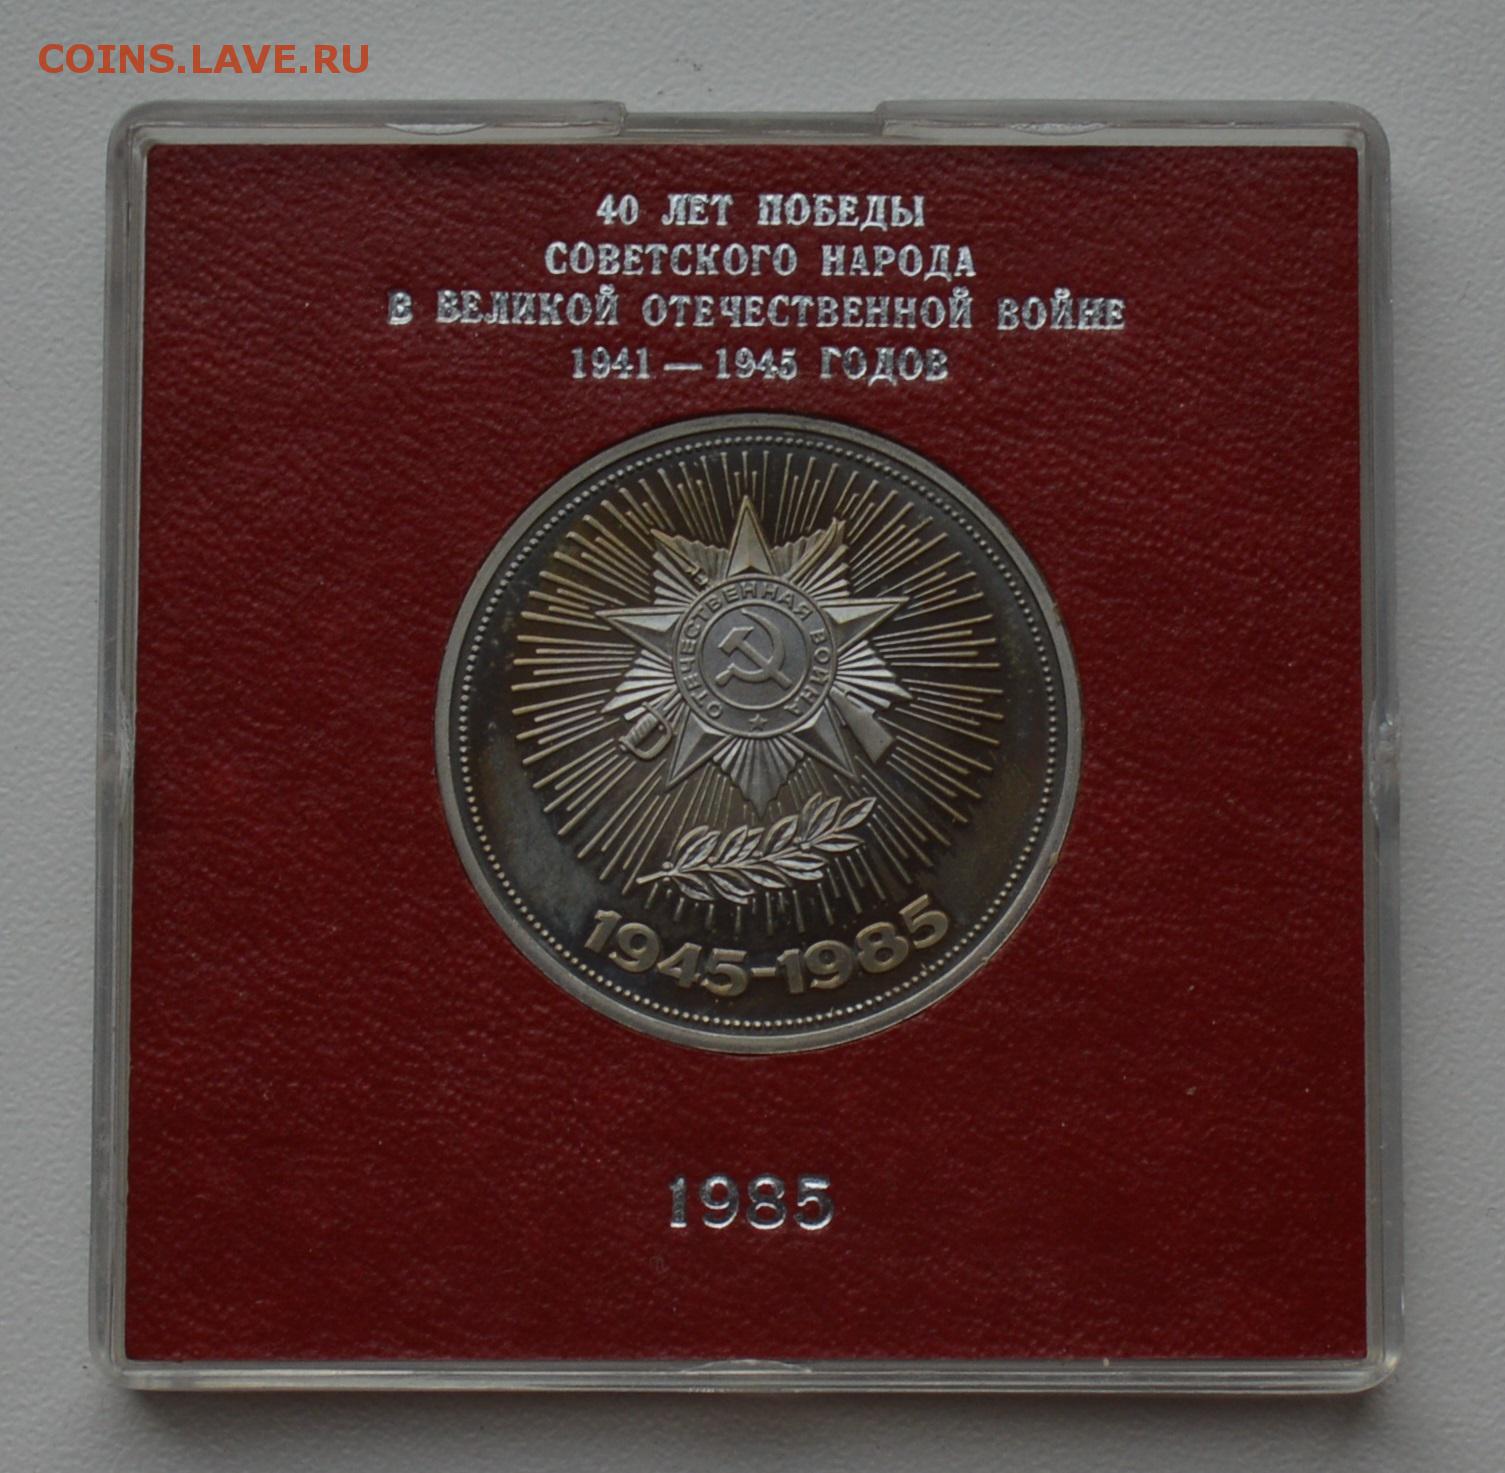 COINS.LAVE.RU
40 ЛЕТ ПОБЕДЫ
СОВЕТСКОГО НАРОДА
В ВЕЛИКОЙ ОТЕЧЕСТВЕННОЙ ВОЙНЕ
1941 — 1945 ГОДОВ
ОТЕЧЕСТВЕННАЯ ВОЙНА
1945-1985
1985